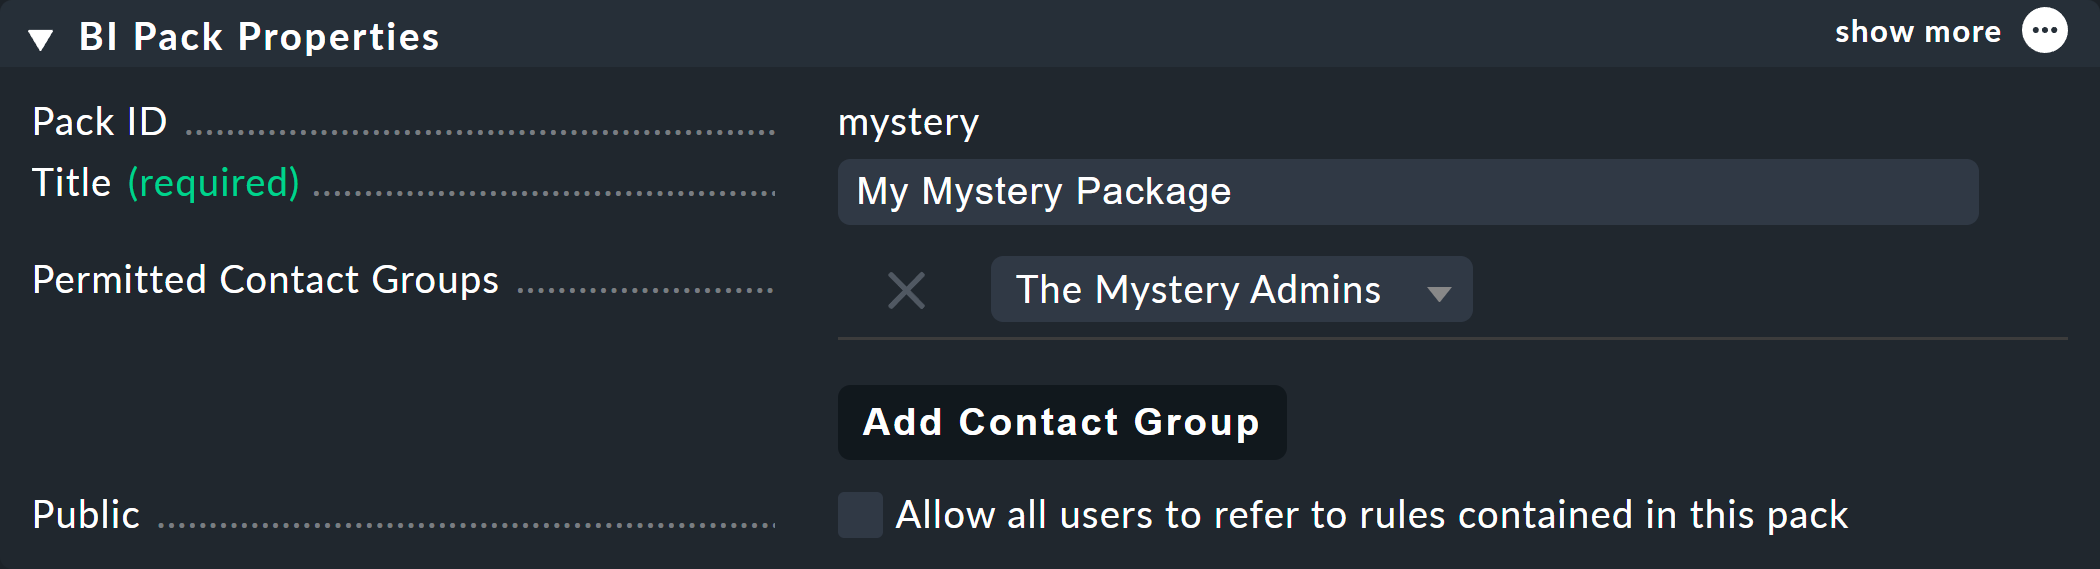 BI Pack Properties show more
Pack ID mystery
Title (required) My Mystery Package
Permitted Contact Groups The Mystery Admins
Add Contact Group
Public Allow all users to refer to rules contained in this pack